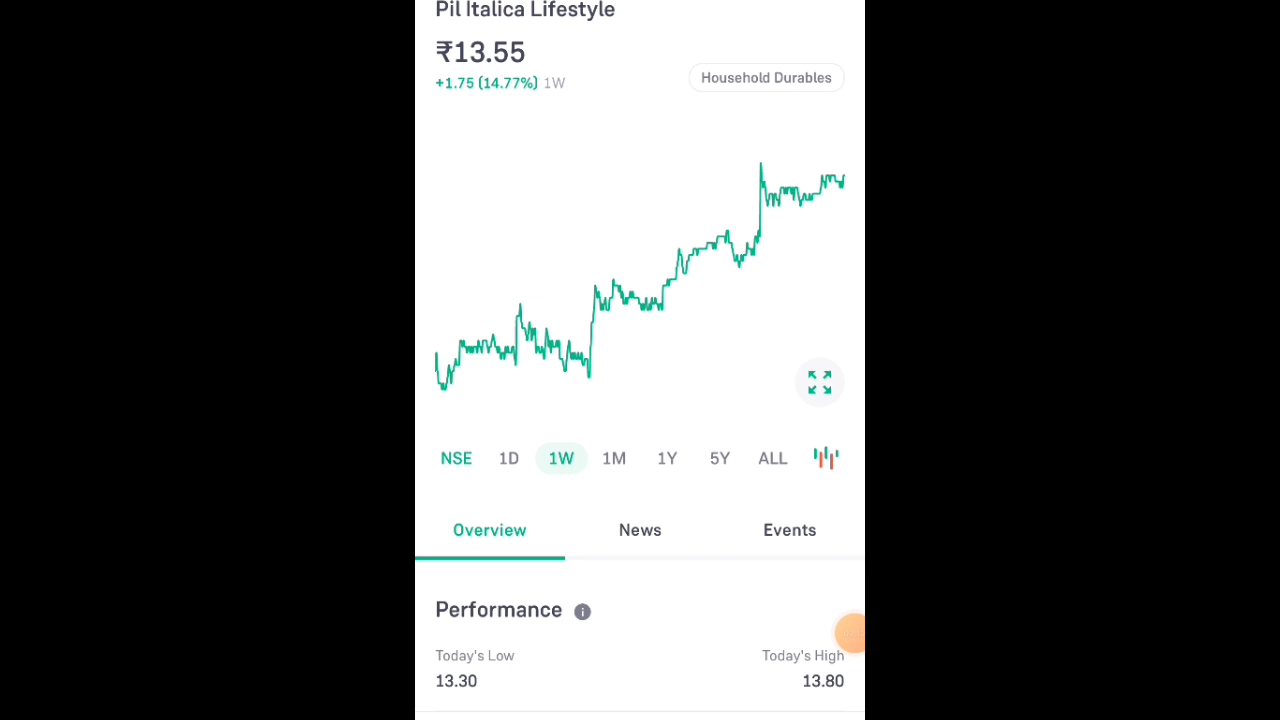 Pil Italica Lifestyle
₹13.55
+1.75 (14.77%) 1W
Household Durables
NSE 1D 1W 1M 1Y 5Y ALL
Overview News Events
Performance i
Today's Low Today's High
13.30 13.80